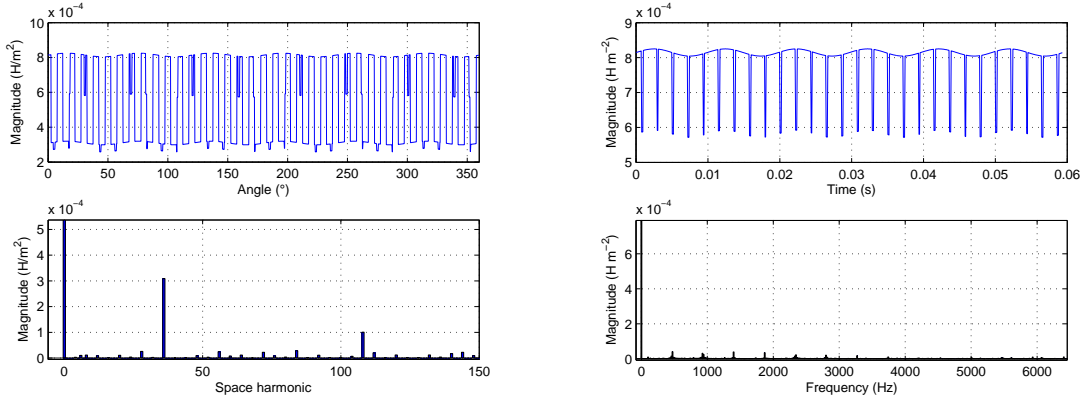 x 10⁻⁴
10
8
6
4
2
Magnitude (H/m²)
0 50 100 150 200 250 300 350
Angle (°)
x 10⁻⁴
9
8
7
6
5
Magnitude (H m⁻²)
0 0.01 0.02 0.03 0.04 0.05 0.06
Time (s)
x 10⁻⁴
5
4
3
2
1
0
Magnitude (H/m²)
0 50 100 150
Space harmonic
x 10⁻⁴
6
4
2
0
Magnitude (H m⁻²)
0 1000 2000 3000 4000 5000 6000
Frequency (Hz)